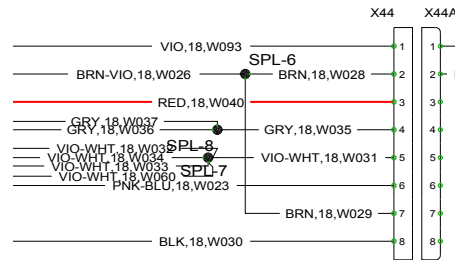 X44 X44A
VIO,18,W093 1 1
SPL-6
BRN-VIO,18,W026 BRN,18,W028 2 2
RED,18,W040 3 3
GRY,18,W037
GRY,18,W036 GRY,18,W035 4 4
SPL-8
VIO-WHT,18,W032
VIO-WHT,18,W034 VIO-WHT,18,W031 5 5
VIO-WHT,18,W033
SPL-7
VIO-WHT,18,W060
PNK-BLU,18,W023 6 6
BRN,18,W029 7 7
BLK,18,W030 8 8